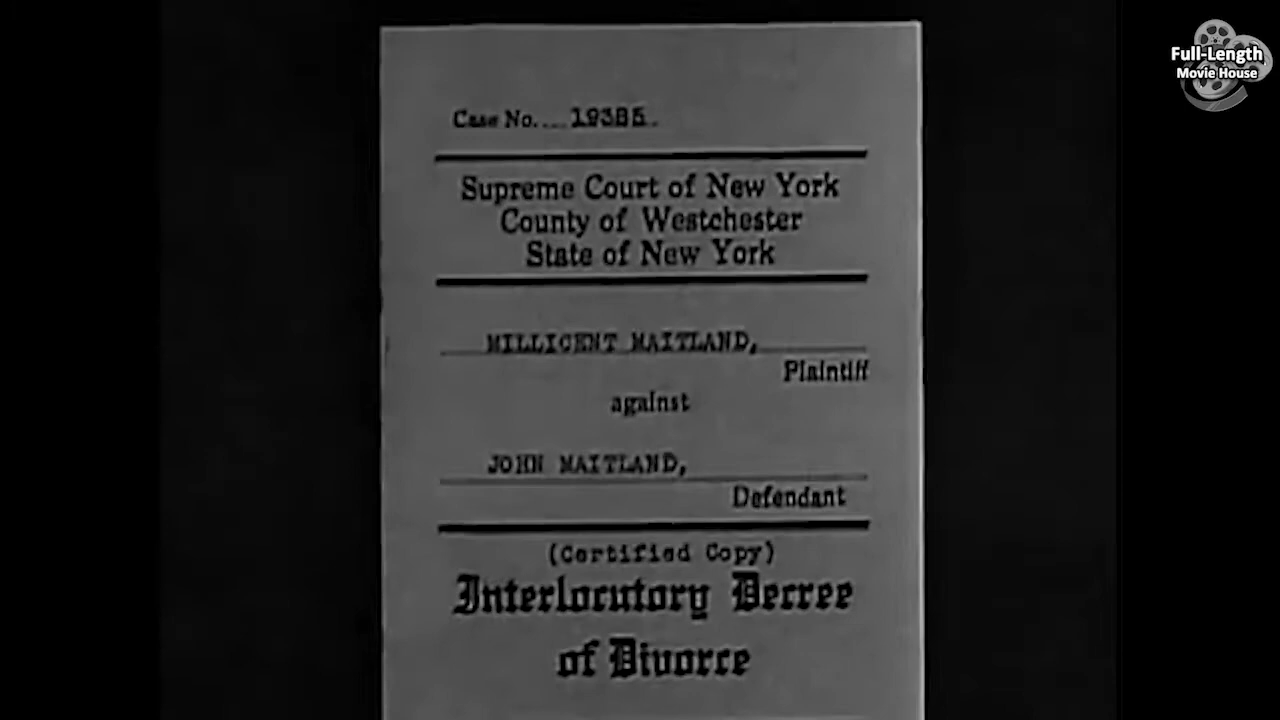 Full-Length
Movie House
Case No.... 19385.
Supreme Court of New York
County of Westchester
State of New York
MILLICENT MAITLAND,
Plaintiff
against
JOHN MAITLAND,
Defendant
(Certified Copy)
Interlocutory Decree
of Divorce